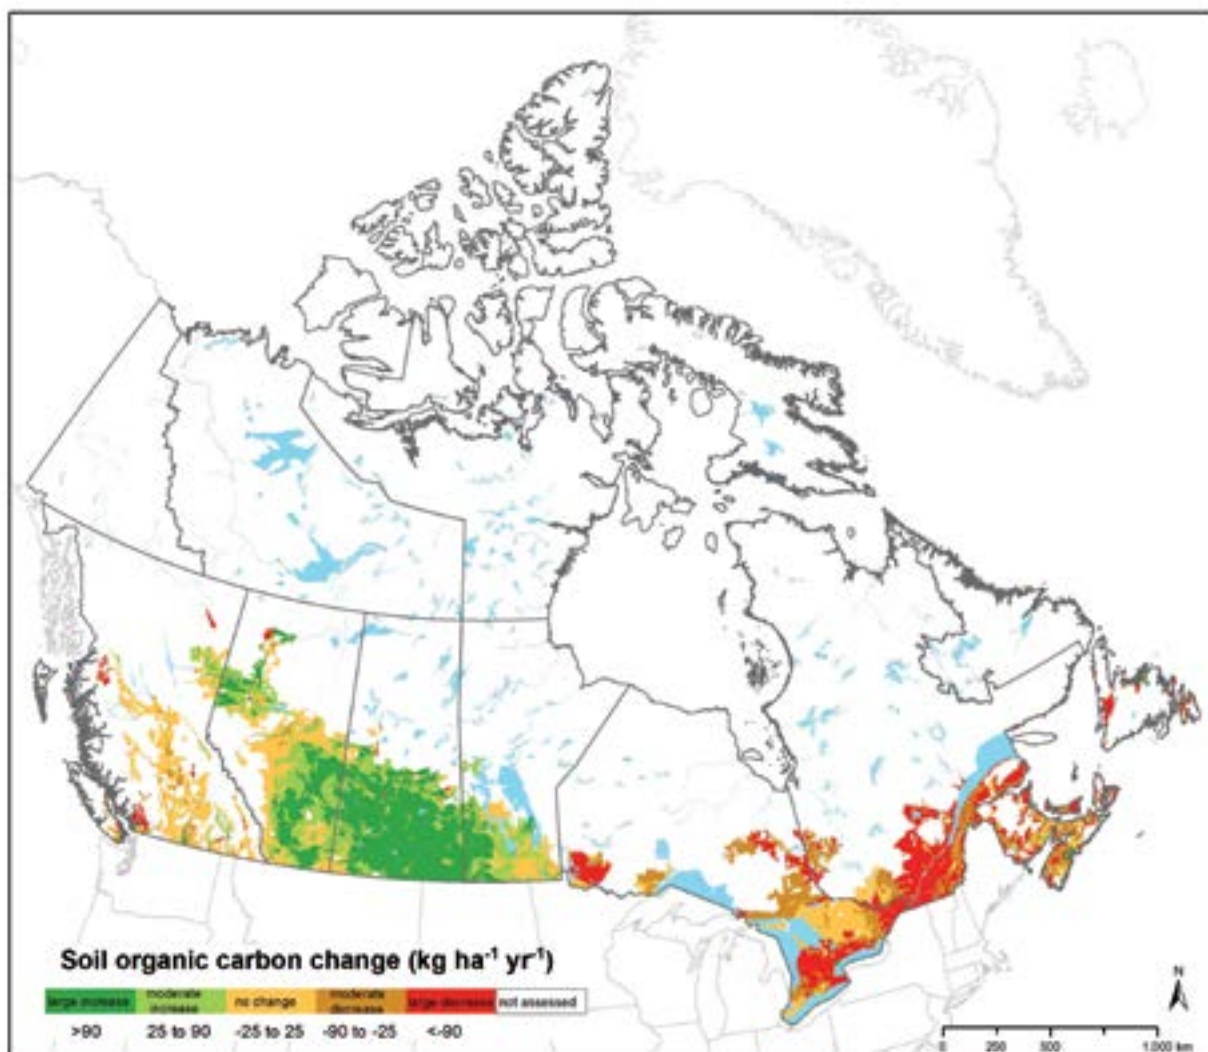 Soil organic carbon change (kg ha⁻¹ yr⁻¹)
large increase moderate increase no change moderate decrease large decrease not assessed
>90 25 to 90 -25 to 25 -90 to -25 <-90
N
0 250 500 1,000 km